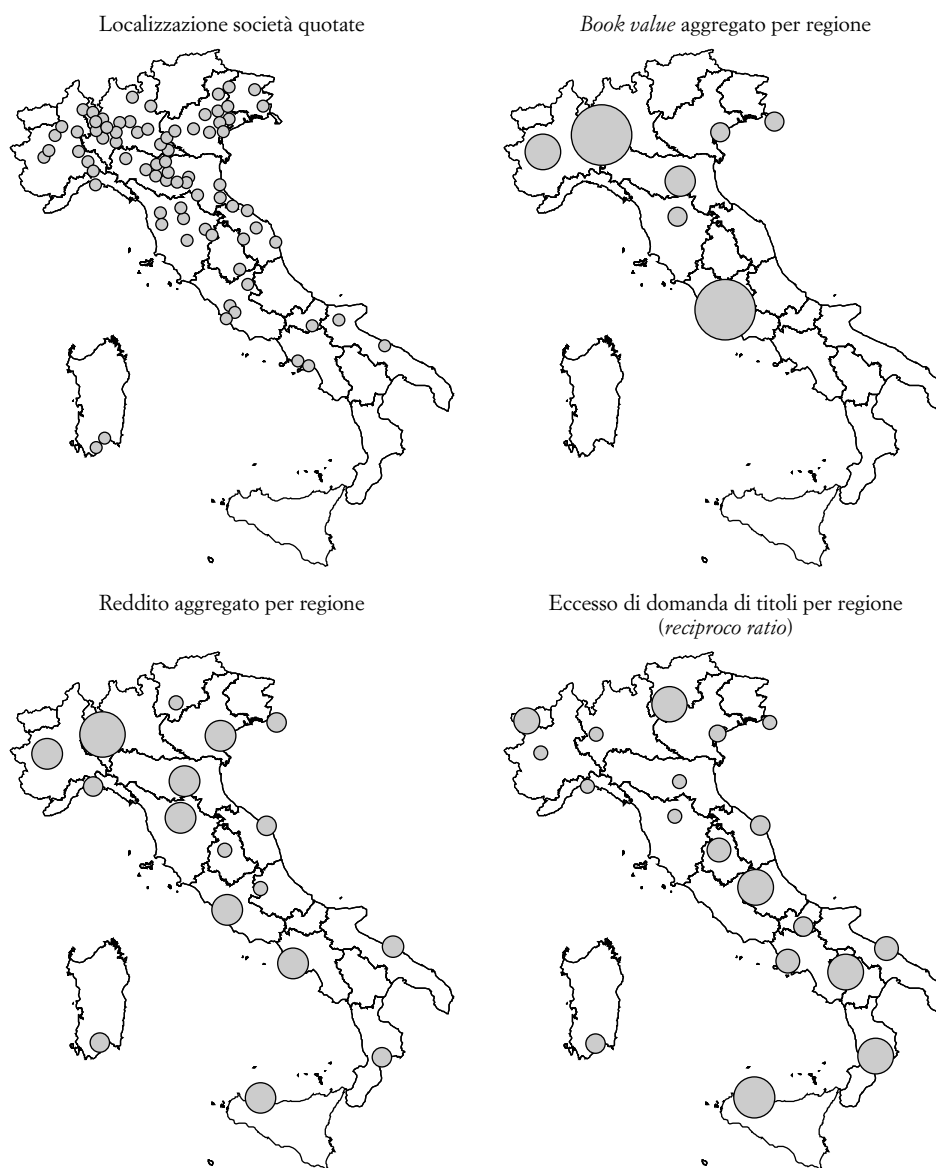 Localizzazione società quotate
Book value aggregato per regione
Reddito aggregato per regione
Eccesso di domanda di titoli per regione
(reciproco ratio)